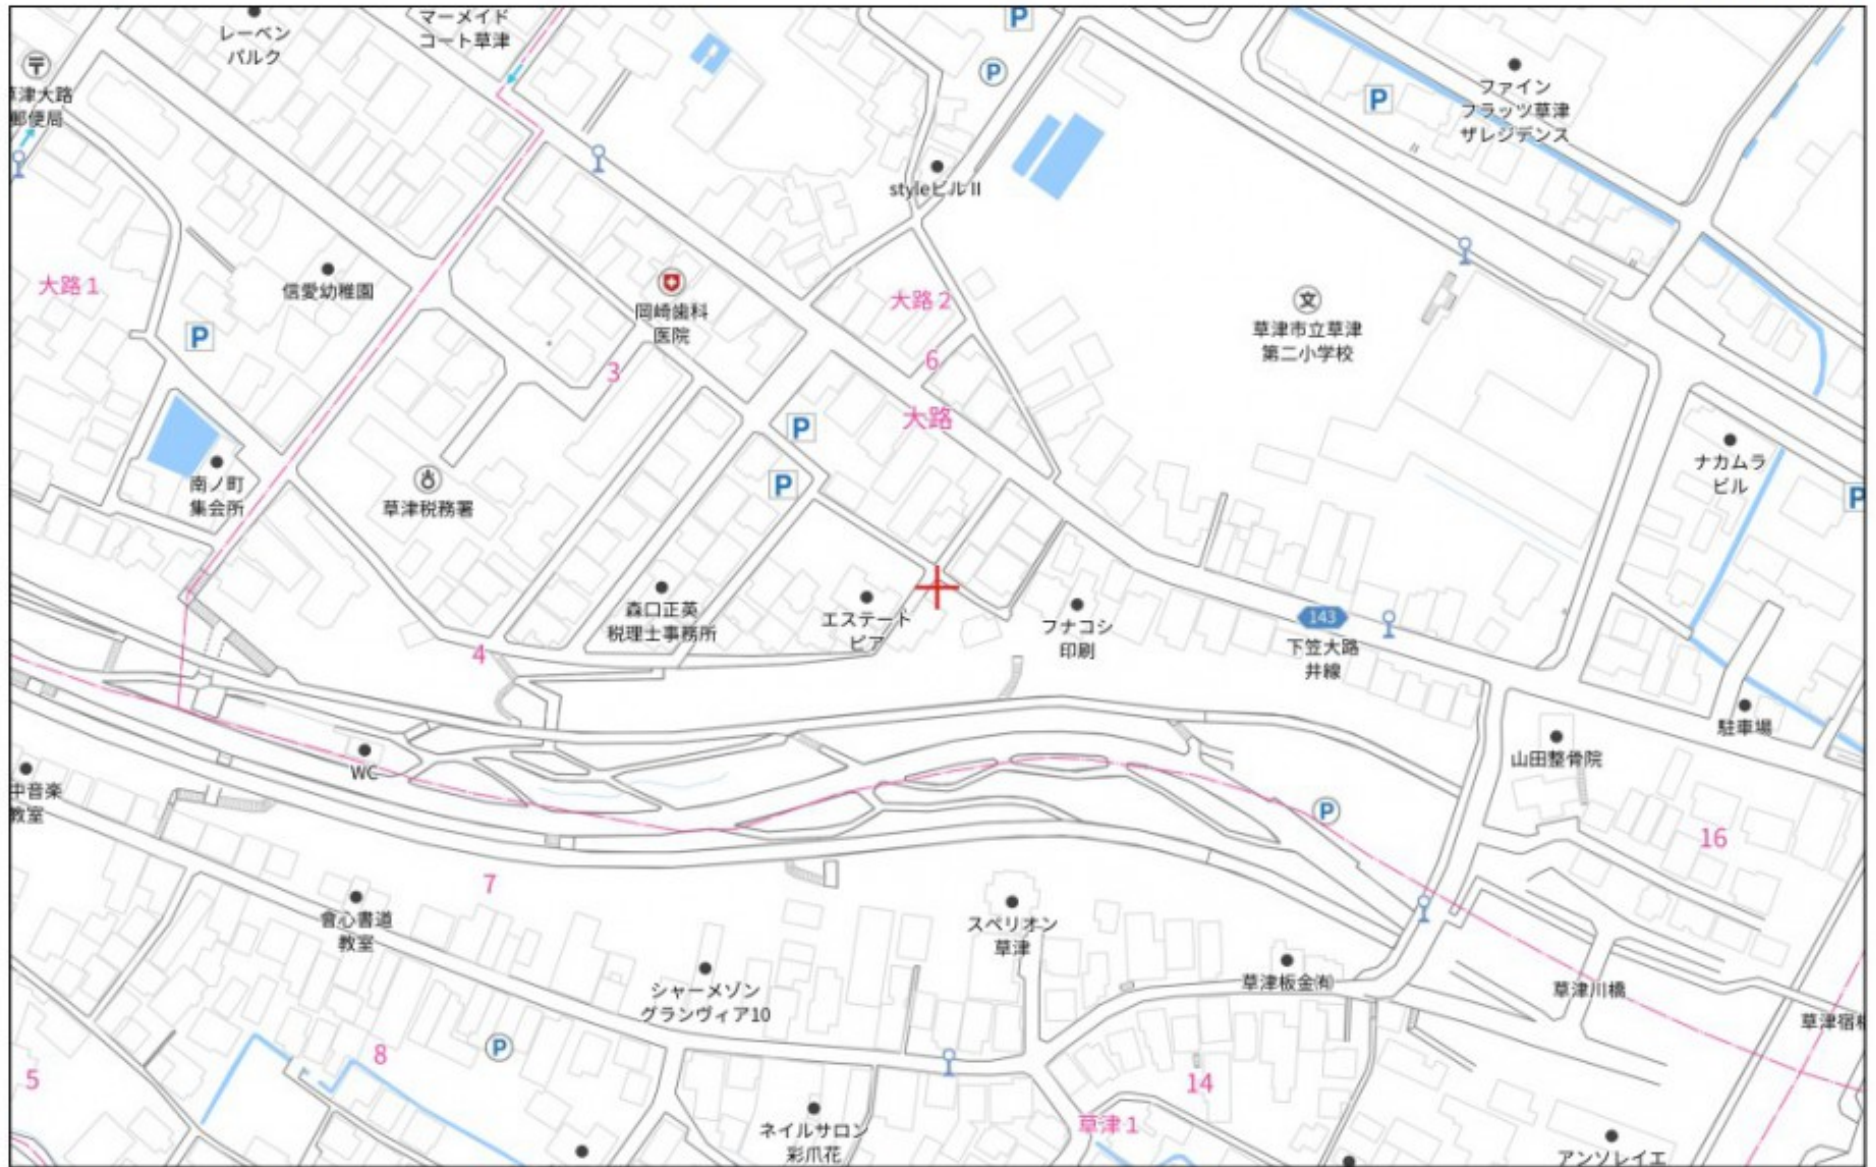 レーベン
パルク
マーメイド
コート草津
P
P
ファイン
フラッツ草津
ザレジデンス
P
草津大路
郵便局
styleビルⅡ
大路1
信愛幼稚園
P
岡崎歯科
医院
大路2
草津市立草津
第二小学校
文
3
6
大路
P
P
南ノ町
集会所
草津税務署
ナカムラ
ビル
P
森口正英
税理士事務所
エステート
ピア
フナコシ
印刷
143
下笠大路
井線
4
WC
駐車場
山田整骨院
P
16
中音楽
教室
7
會心書道
教室
スペリオン
草津
シャーメゾン
グランヴィア10
草津板金㈲
草津川橋
草津宿橋
8
P
5
14
草津1
ネイルサロン
彩爪花
アンソレイエ